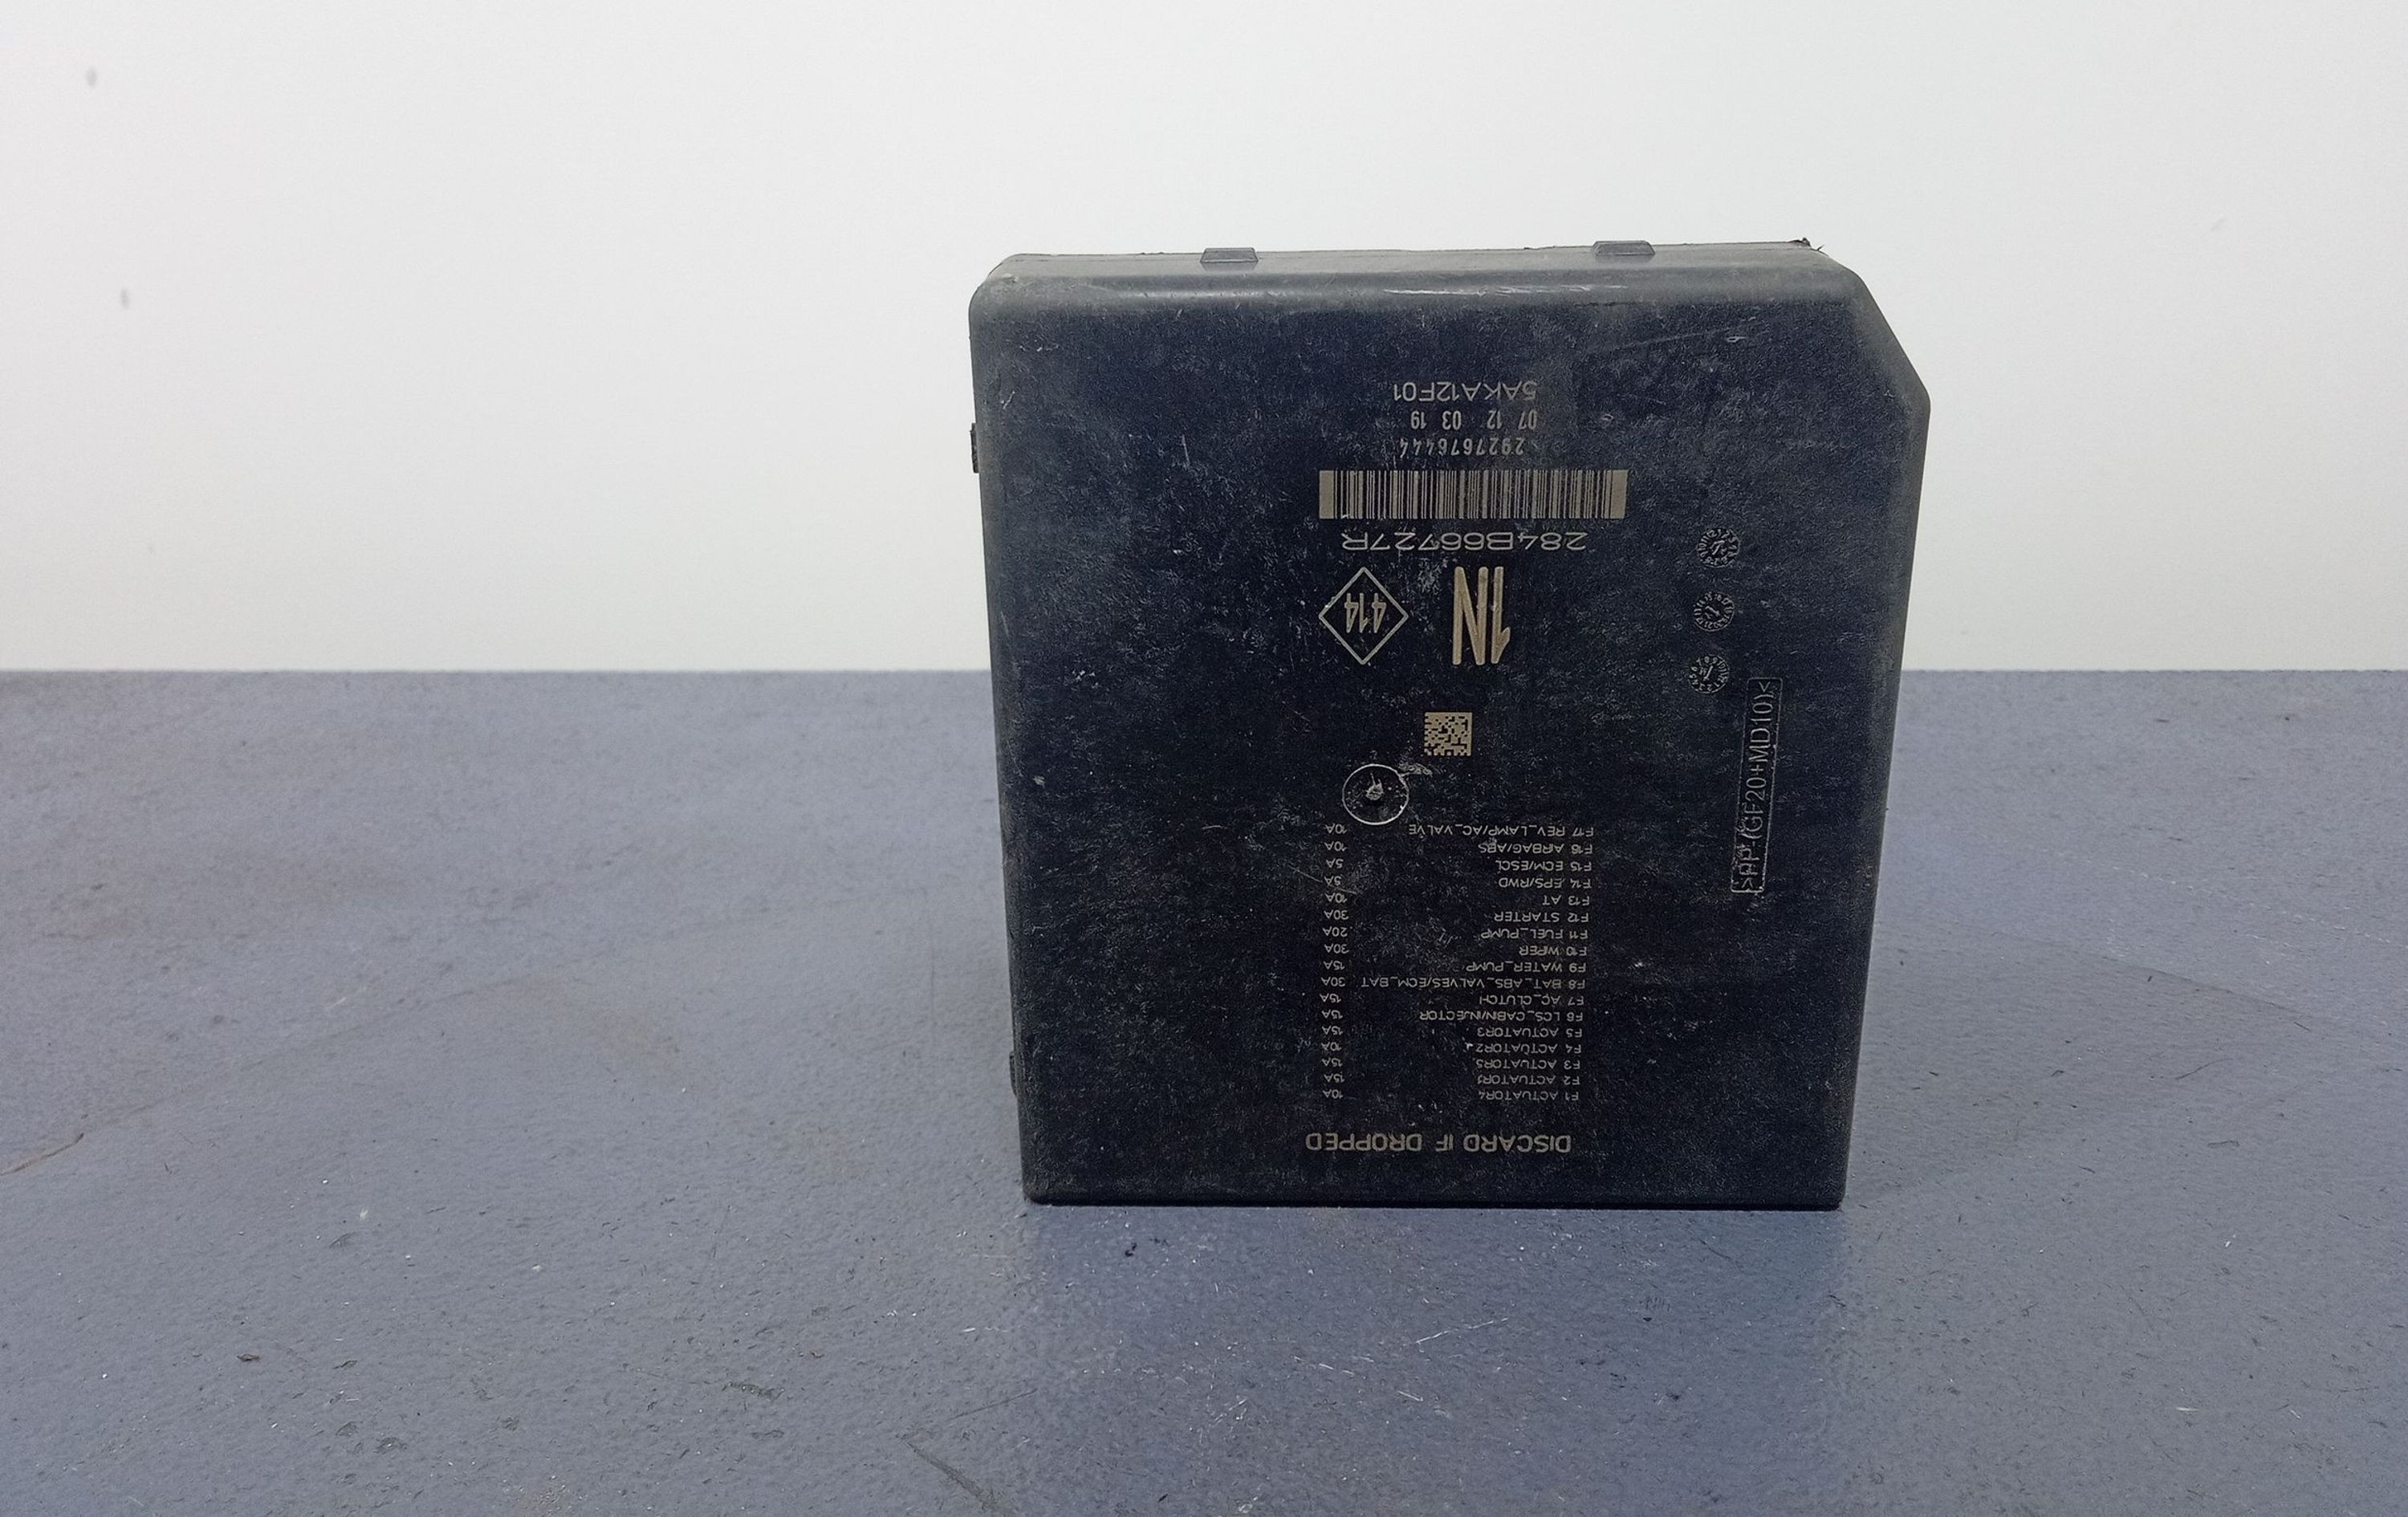 DISCARD IF DROPPED
F1 ACTUATOR4 10A
F2 ACTUATOR1 15A
F3 ACTUATOR5 15A
F4 ACTUATOR2 10A
F5 ACTUATOR3 15A
F6 LCS_CABIN/INJECTOR 15A
F7 AC_CLUTCH 15A
F8 BAT_ABS_VALVES/ECM_BAT 30A
F9 WATER_PUMP 15A
F10 WIPER 30A
F11 FUEL_PUMP 20A
F12 STARTER 30A
F13 AT 10A
F14 EPS/RWD 5A
F15 ECM/ESCL 5A
F16 AIRBAG/ABS 10A
F17 REV_LAMP/AC_VALVE 10A
>PP-(GF20+MD10)<
1N 414
284B66727R
2927676444
07 12 03 19
5AKA12F01